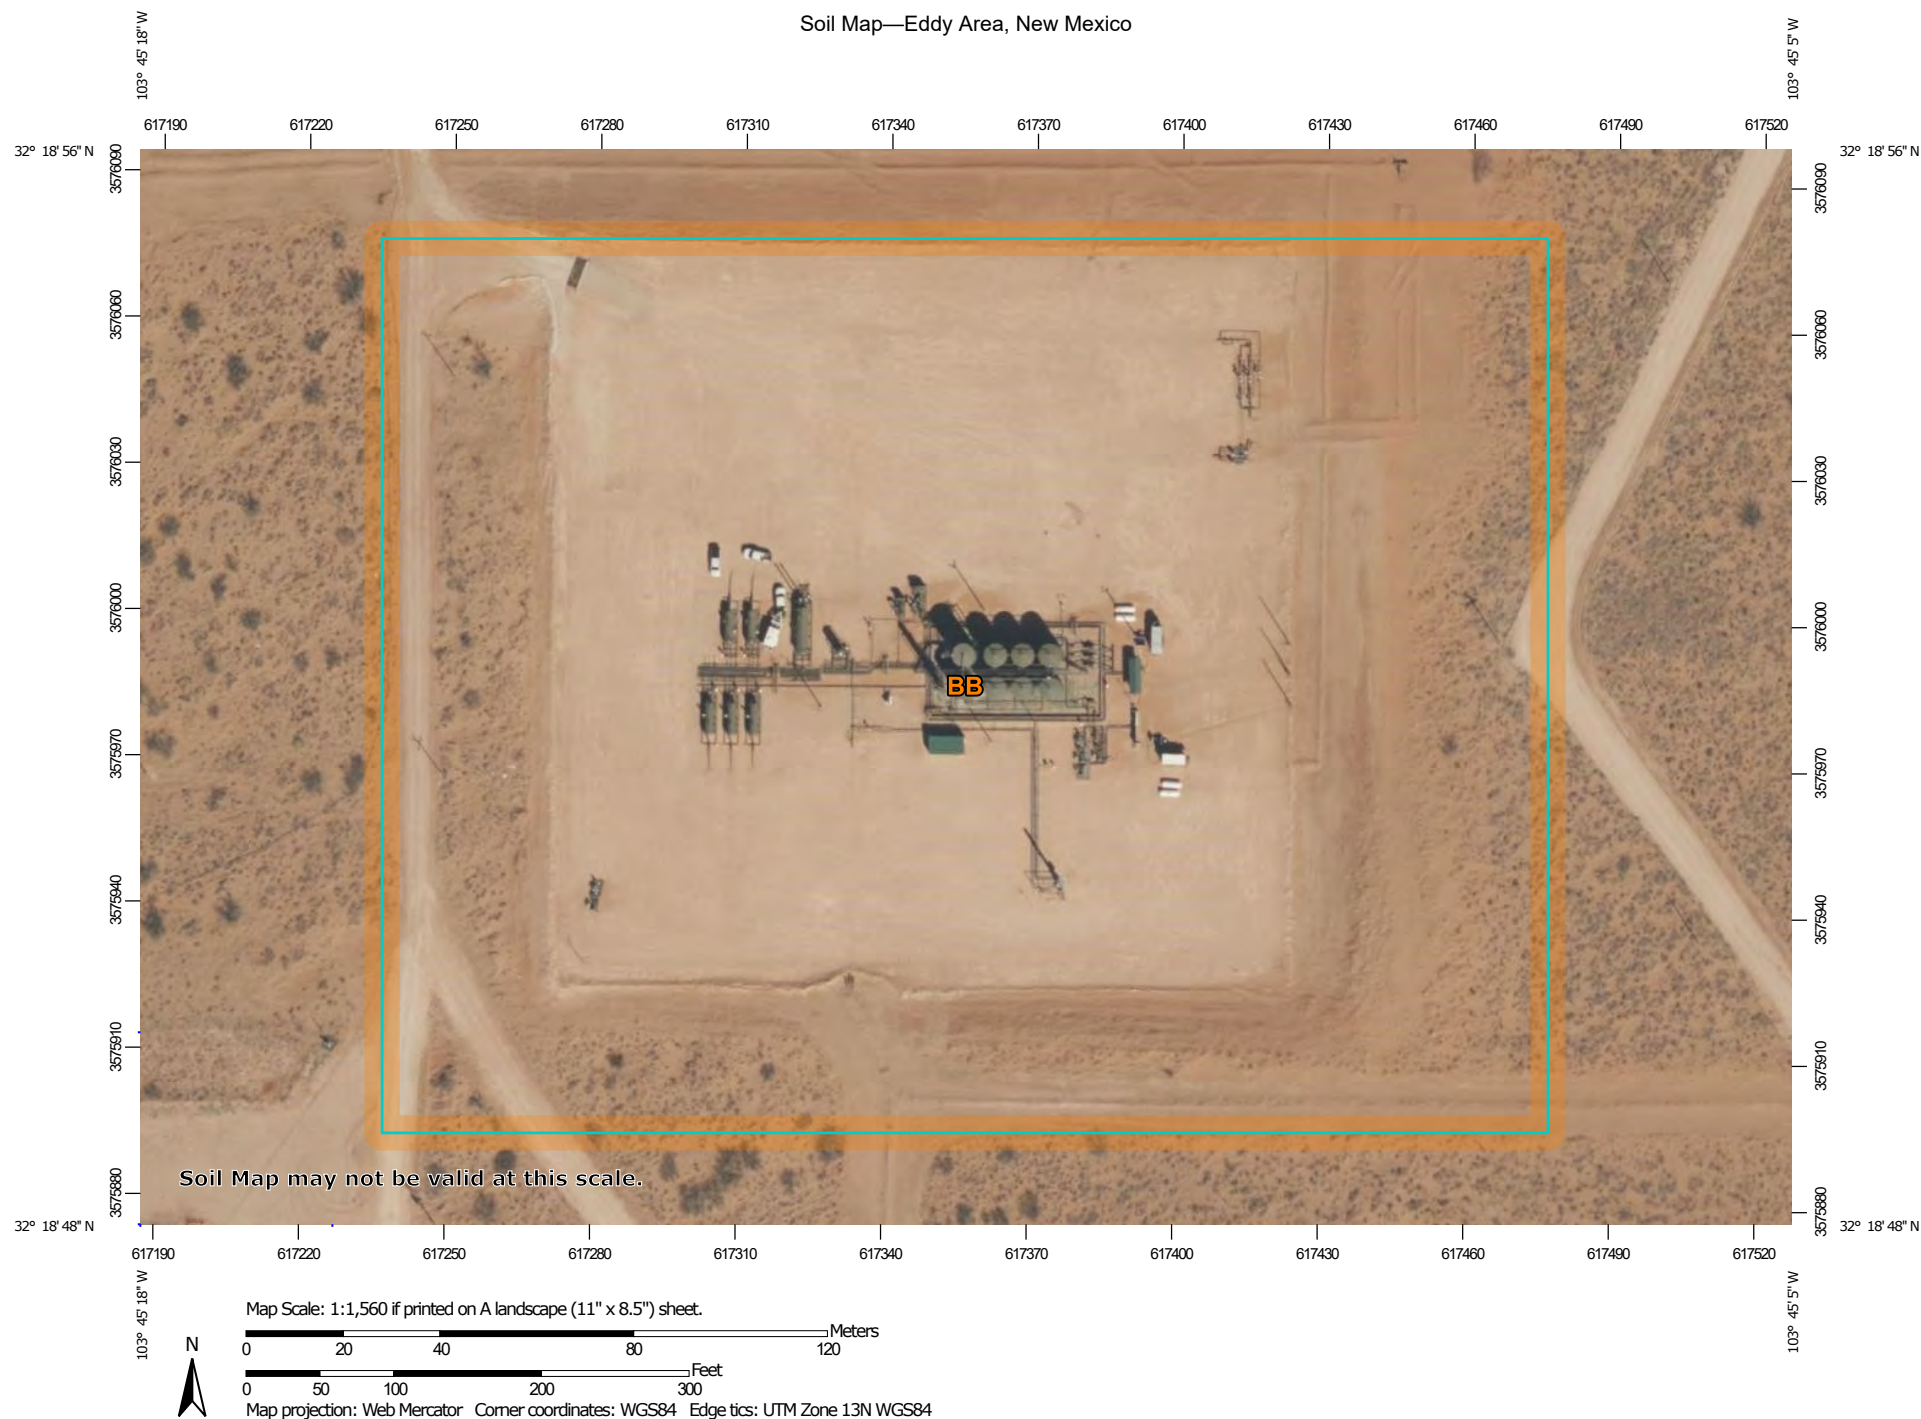 Soil Map—Eddy Area, New Mexico
103° 45' 18'' W
103° 45' 5'' W
617190 617220 617250 617280 617310 617340 617370 617400 617430 617460 617490 617520
32° 18' 56'' N
32° 18' 56'' N
3576090
3576090
3576060
3576060
3576030
3576030
3576000
3576000
BB
3575970
3575970
3575940
3575940
3575910
3575910
Soil Map may not be valid at this scale.
3575880
3575880
32° 18' 48'' N
32° 18' 48'' N
617190 617220 617250 617280 617310 617340 617370 617400 617430 617460 617490 617520
103° 45' 18'' W
103° 45' 5'' W
Map Scale: 1:1,560 if printed on A landscape (11" x 8.5") sheet.
N
Meters
0 20 40 80 120
Feet
0 50 100 200 300
Map projection: Web Mercator Corner coordinates: WGS84 Edge tics: UTM Zone 13N WGS84